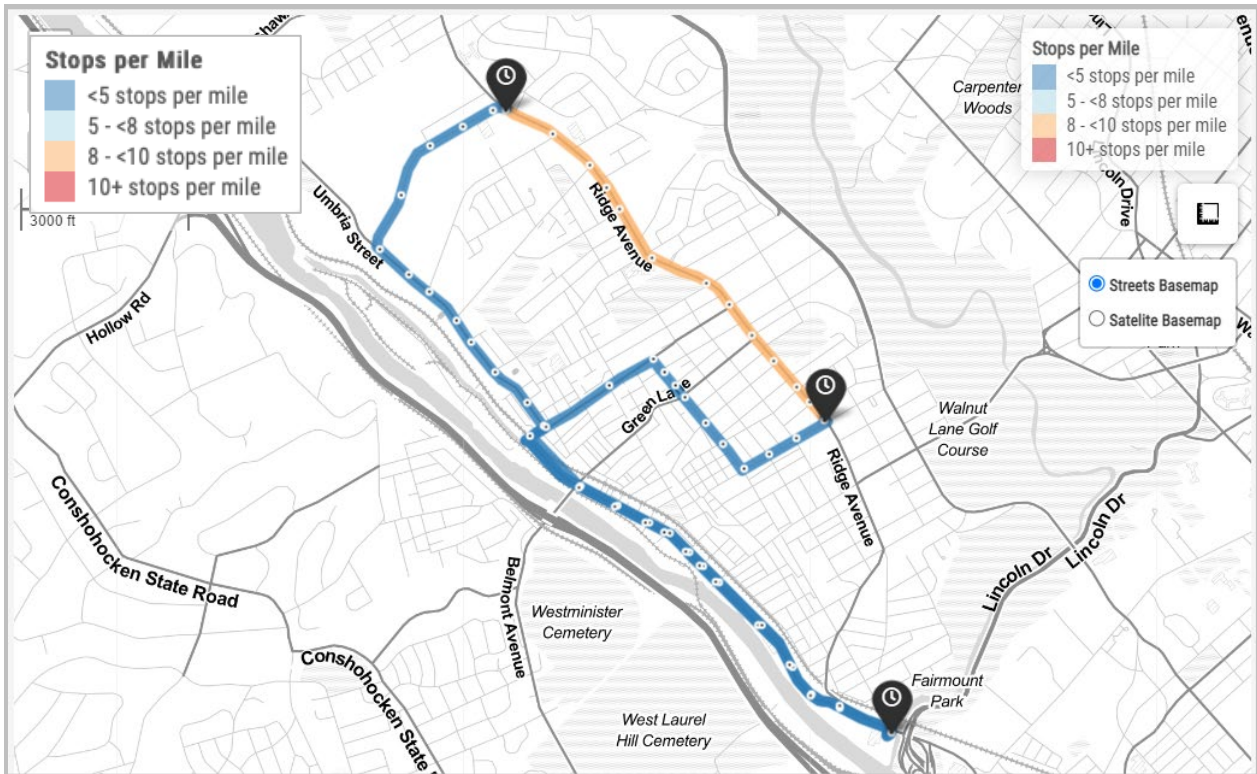 Stops per Mile
<5 stops per mile
5 - <8 stops per mile
8 - <10 stops per mile
10+ stops per mile
3000 ft
Stops per Mile
<5 stops per mile
5 - <8 stops per mile
8 - <10 stops per mile
10+ stops per mile
Carpenter
Woods
Lincoln Drive
Streets Basemap
Satelite Basemap
Umbria Street
Ridge Avenue
Hollow Rd
Green Lane
Walnut
Lane Golf
Course
Ridge Avenue
Conshohocken State Road
Belmont Avenue
Lincoln Dr
Lincoln Dr
Westminister
Cemetery
Conshohocken State
Fairmount
Park
West Laurel
Hill Cemetery